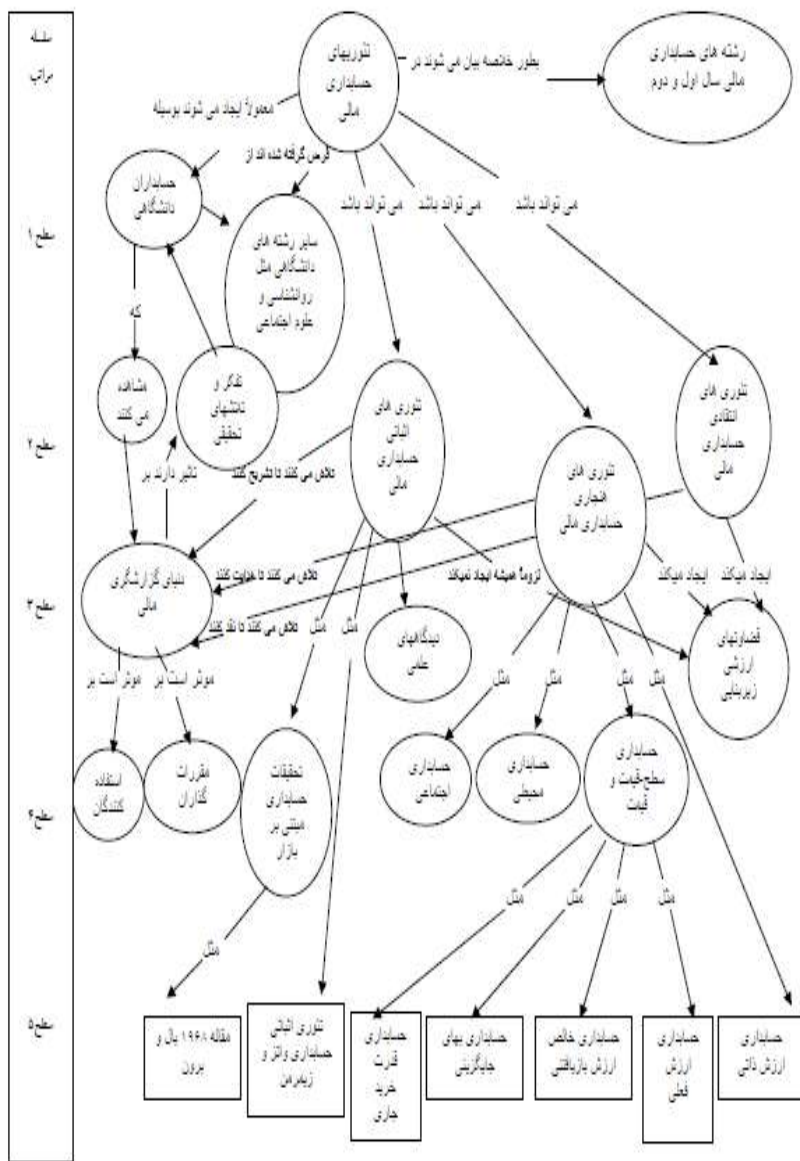 سلسله
مراتب
سطح ۱
سطح ۲
سطح ۳
سطح ۴
سطح ۵
رشته های حسابداری
مالی سال اول و دوم
بطور خلاصه بیان می شوند در
تئوریهای
حسابداری
مالی
معمولاً ایجاد می شوند بوسیله
قرض گرفته شده اند از
می تواند باشد
می تواند باشد
می تواند باشد
حسابداران
دانشگاهی
سایر رشته های
دانشگاهی مثل
روانشناسی و
علوم اجتماعی
که
مشاهده
می کنند
تفکر و
تلاشهای
تحقیقی
تاثیر دارند بر
تئوری های
اثباتی
حسابداری
مالی
تئوری های
هنجاری
حسابداری مالی
تئوری های
انتقادی
حسابداری
مالی
تلاش می کنند تا تشریح کنند
تلاش می کنند تا هدایت کنند
تلاش می کنند تا نقد کنند
لزوماً همیشه ایجاد نمیکند
ایجاد میکند
ایجاد میکند
دنیای گزارشگری
مالی
موثر است بر
موثر است بر
مثل
مثل
دیدگاههای
علمی
مثل
مثل
مثل
مثل
قضاوتهای
ارزشی
زیربنایی
استفاده
کنندگان
مقررات
گذاران
تحقیقات
حسابداری
مبتنی بر
بازار
حسابداری
اجتماعی
حسابداری
محیطی
حسابداری
سطح-قیمت و
قیمت
مثل
مثل
مثل
مثل
مثل
مقاله ۱۹۶۸ بال و
برون
تئوری اثباتی
حسابداری واتز و
زیمرمن
حسابداری
قدرت
خرید
جاری
حسابداری بهای
جایگزینی
حسابداری خالص
ارزش بازیافتنی
حسابداری
ارزش
فعلی
حسابداری
ارزش ذاتی